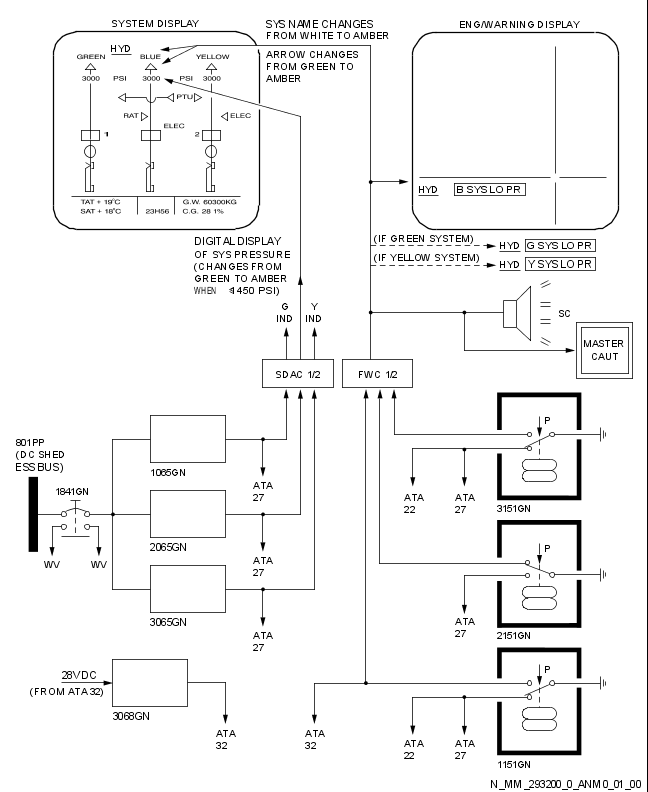 SYSTEM DISPLAY
SYS NAME CHANGES
FROM WHITE TO AMBER
ENG/WARNING DISPLAY
HYD
GREEN
BLUE
YELLOW
ARROW CHANGES
FROM GREEN TO
AMBER
3000
PSI
3000
PSI
3000
PTU
RAT
ELEC
ELEC
1
2
TAT + 19°C
SAT + 18°C
23H56
G.W. 60300KG
C.G. 28 1%
HYD
B SYS LO PR
DIGITAL DISPLAY
OF SYS PRESSURE
(CHANGES FROM
GREEN TO AMBER
WHEN <1450 PSI)
(IF GREEN SYSTEM)
HYD
G SYS LO PR
(IF YELLOW SYSTEM)
HYD
Y SYS LO PR
G
IND
Y
IND
SC
MASTER
CAUT
SDAC 1/2
FWC 1/2
801PP
(DC SHED
ESS BUS)
1841GN
WV
WV
1065GN
ATA
27
2065GN
ATA
27
3065GN
ATA
27
P
ATA
22
ATA
27
3151GN
P
ATA
27
2151GN
P
ATA
22
ATA
27
1151GN
28VDC
(FROM ATA 32)
3068GN
ATA
32
ATA
32
N_MM_293200_0_ANM0_01_00